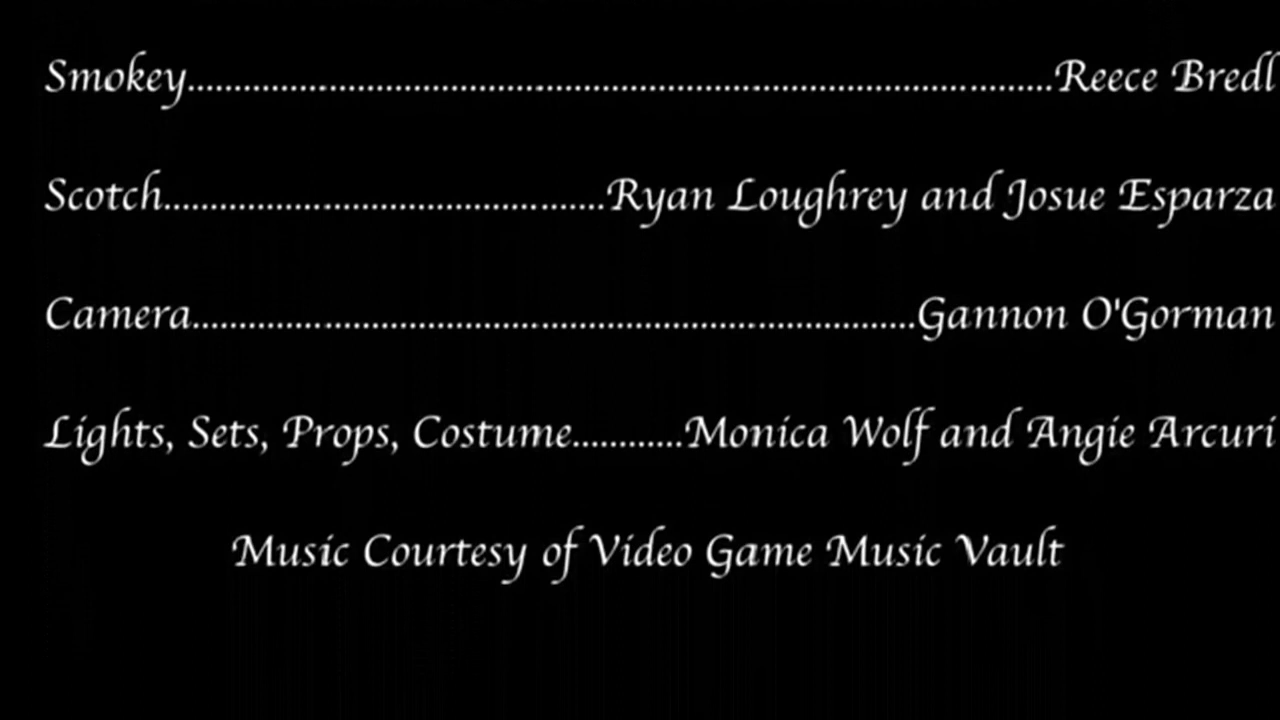 Smokey..............................................................................................Reece Bredl
Scotch................................................Ryan Loughrey and Josue Esparza
Camera...............................................................................Gannon O'Gorman
Lights, Sets, Props, Costume............Monica Wolf and Angie Arcuri
Music Courtesy of Video Game Music Vault